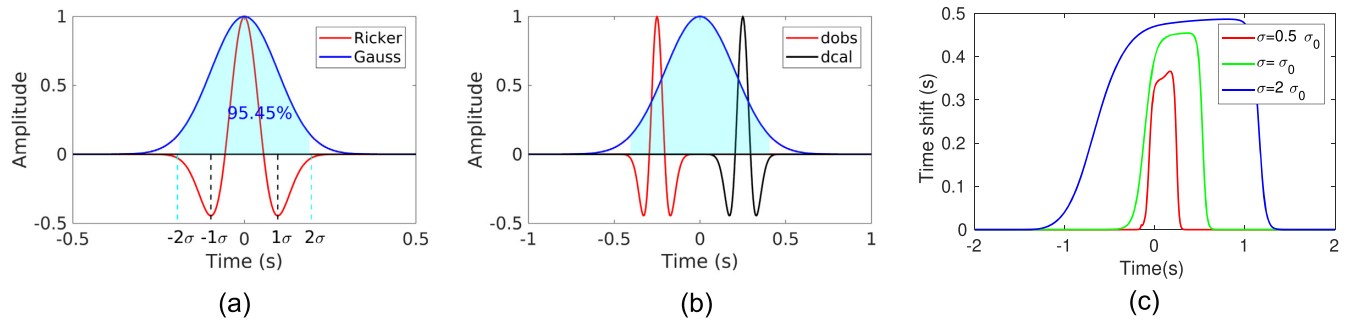 1
0.5
0
-0.5
Amplitude
Ricker
Gauss
95.45%
-0.5 -2σ -1σ 0 1σ 2σ 0.5
Time (s)
(a)
1
0.5
0
-0.5
Amplitude
dobs
dcal
-1 -0.5 0 0.5 1
Time (s)
(b)
0.5
0.4
0.3
0.2
0.1
0
Time shift (s)
σ=0.5 σ0
σ= σ0
σ=2 σ0
-2 -1 0 1 2
Time(s)
(c)